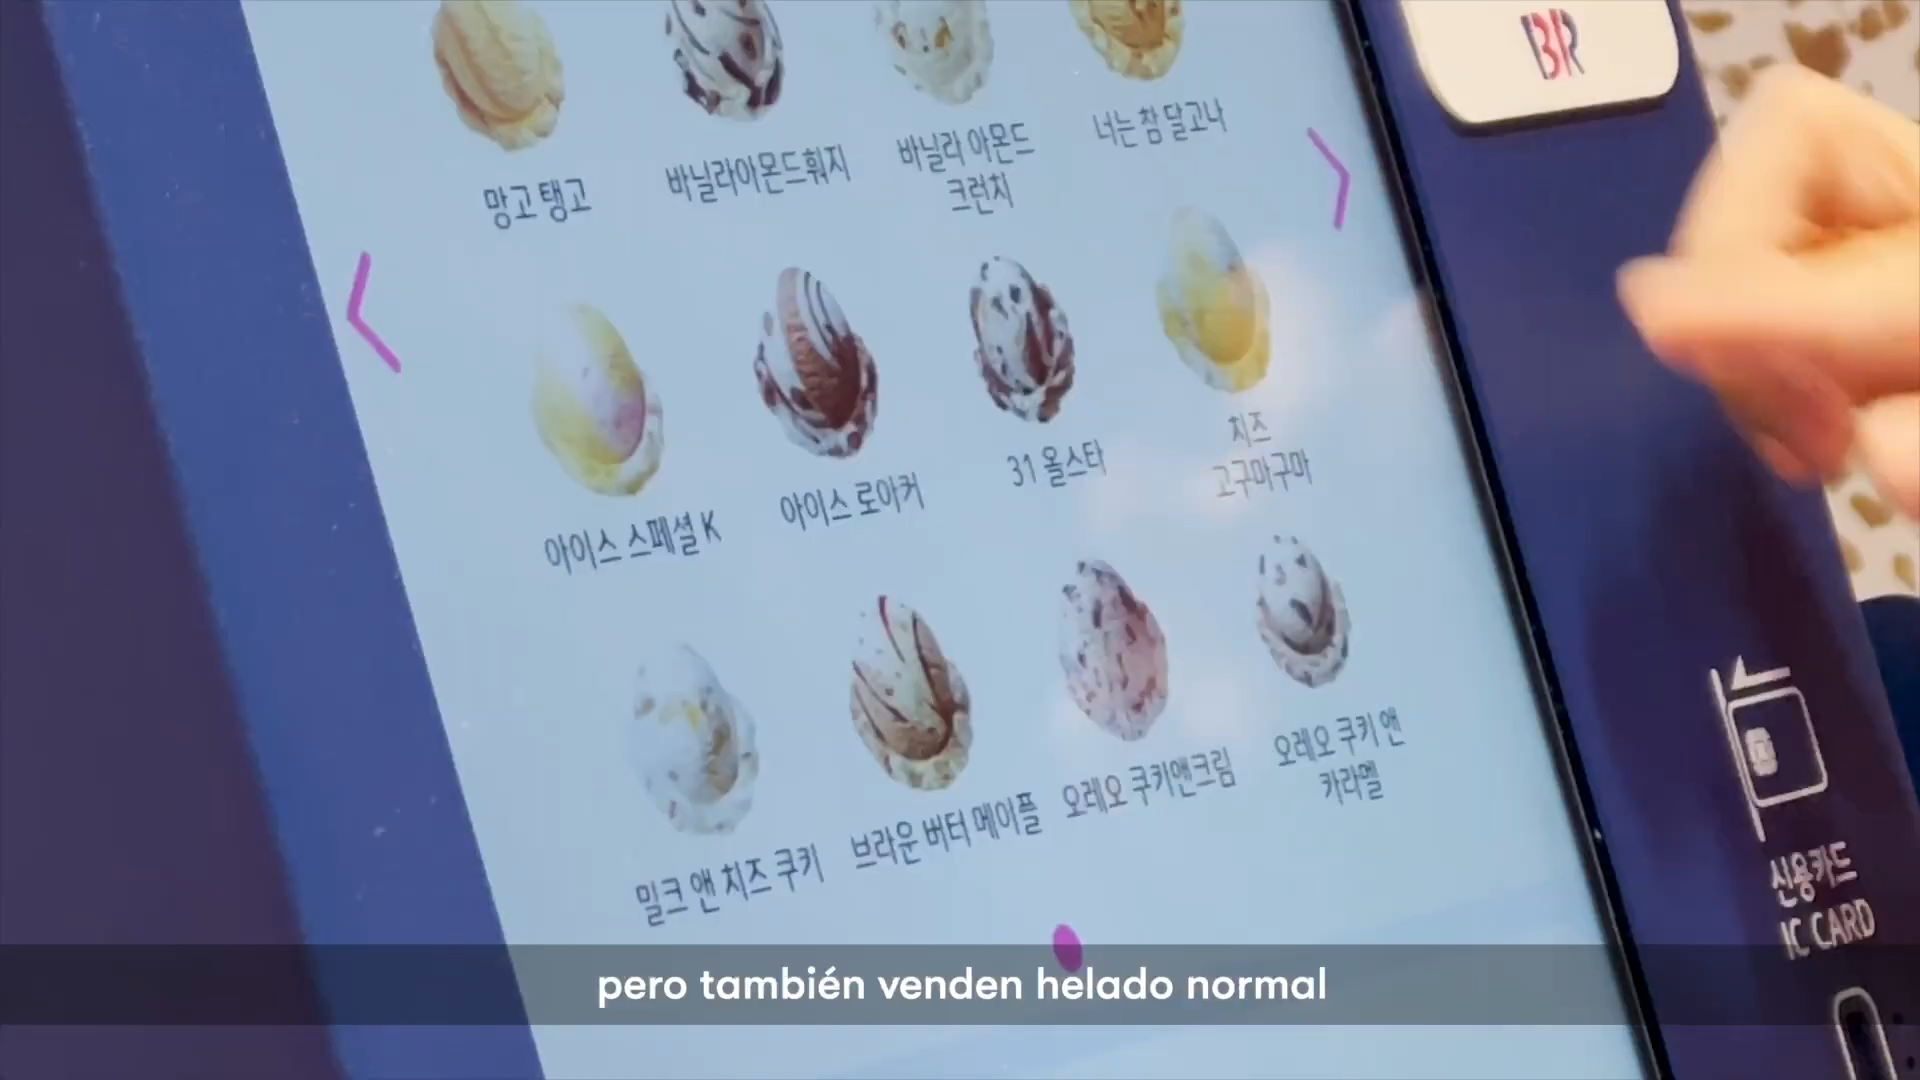 BR
망고 탱고
바닐라아몬드훠지
바닐라 아몬드
크런치
너는 참 달고나
아이스 스페셜 K
아이스 로아커
31 올스타
치즈
고구마구마
밀크 앤 치즈 쿠키
브라운 버터 메이플
오레오 쿠키앤크림
오레오 쿠키 앤
카라멜
신용카드
IC CARD
pero también venden helado normal